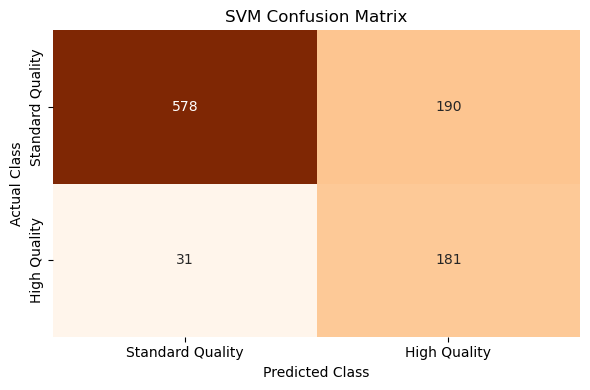 SVM Confusion Matrix
Actual Class
Standard Quality
578
190
High Quality
31
181
Standard Quality
High Quality
Predicted Class